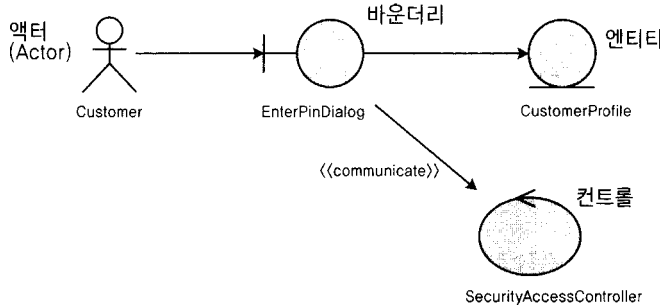 액터
(Actor)
바운더리
엔티티
Customer
EnterPinDialog
CustomerProfile
<<communicate>>
컨트롤
SecurityAccessController